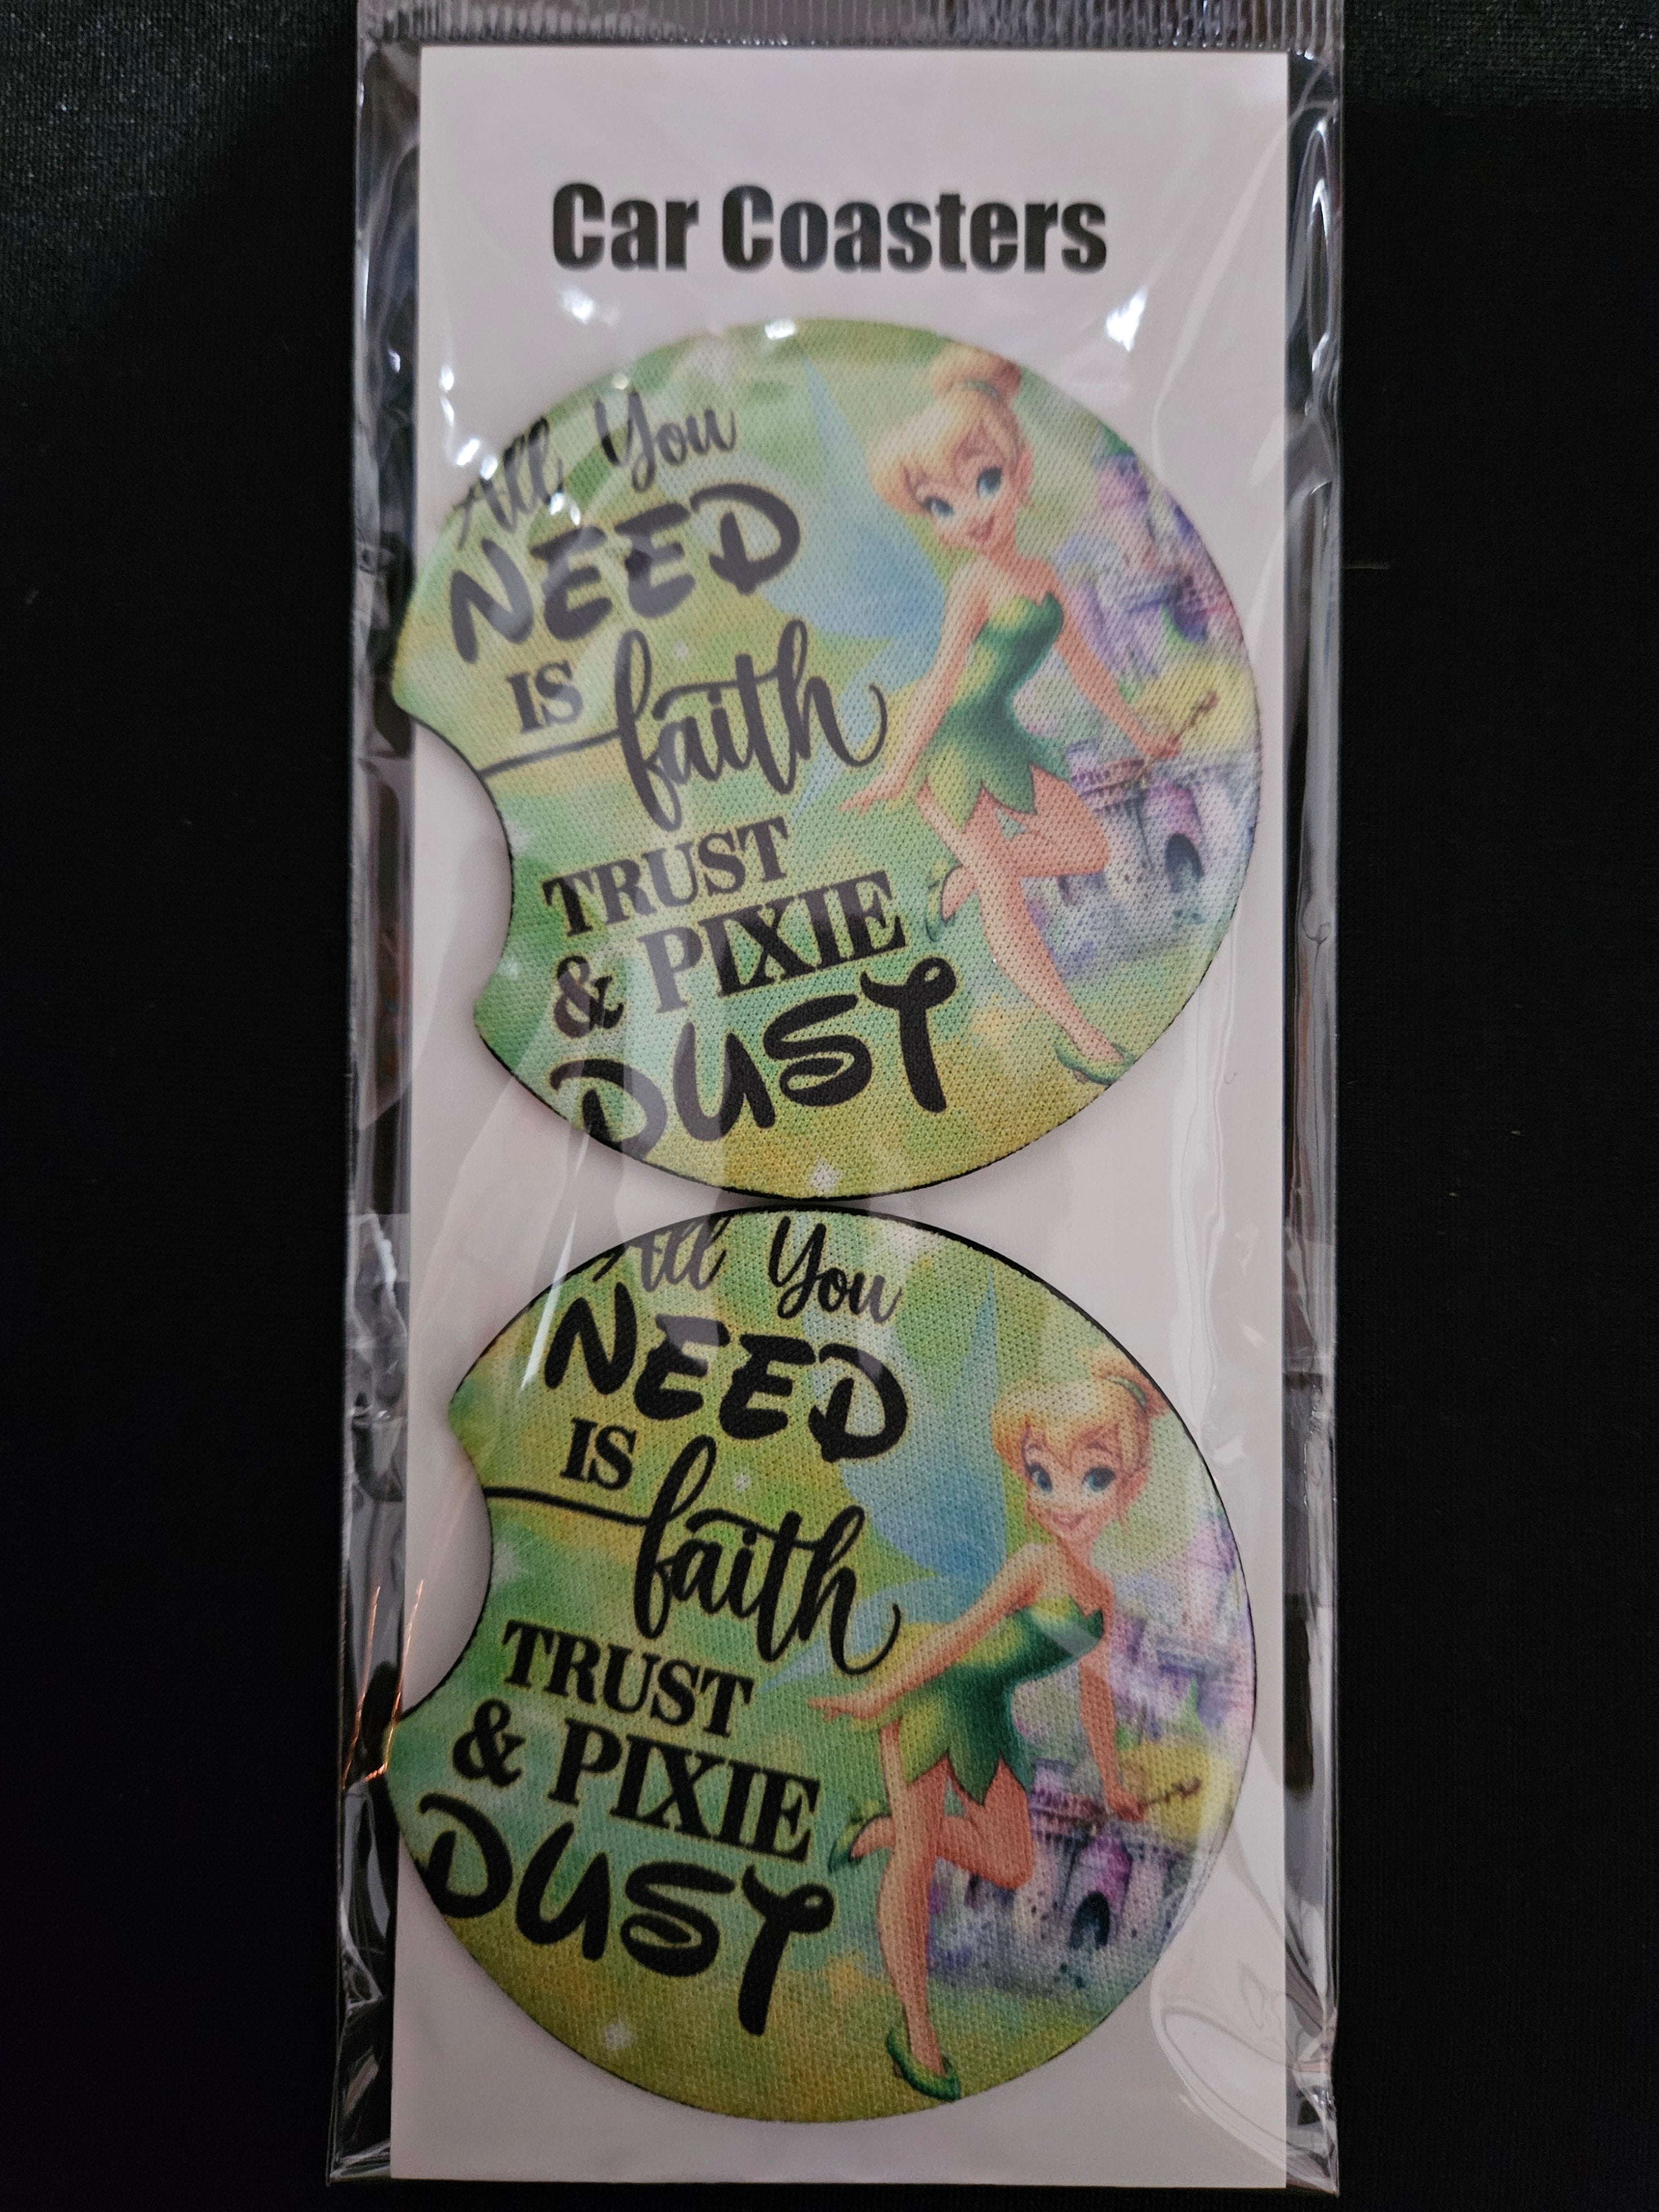 Car Coasters
All You
NEED
IS faith
TRUST
& PIXIE
DUST
All You
NEED
IS faith
TRUST
& PIXIE
DUST